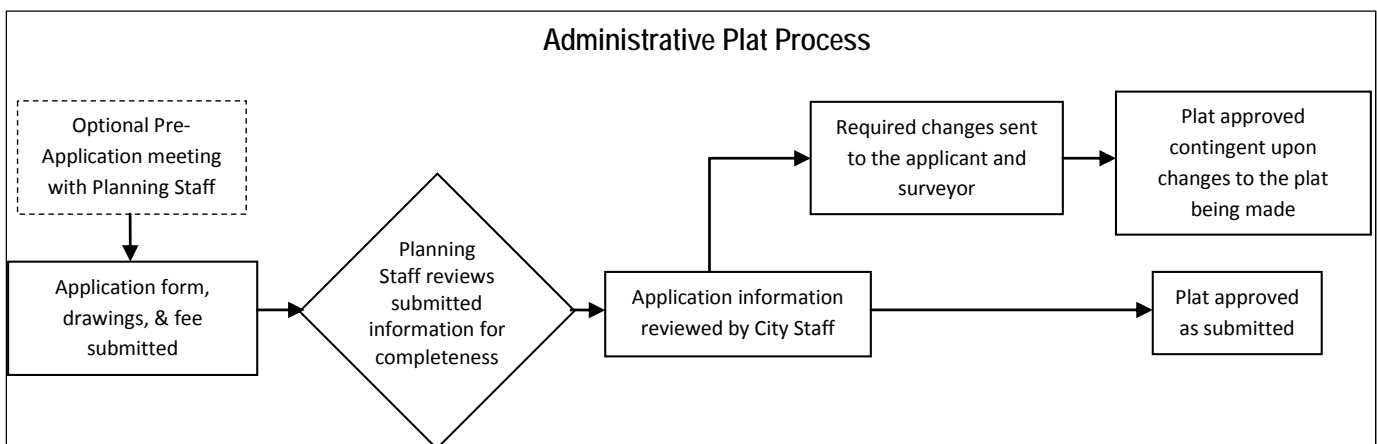 Administrative Plat Process
Optional Pre-
Application meeting
with Planning Staff
Application form,
drawings, & fee
submitted
Planning
Staff reviews
submitted
information for
completeness
Application information
reviewed by City Staff
Required changes sent
to the applicant and
surveyor
Plat approved
contingent upon
changes to the plat
being made
Plat approved
as submitted